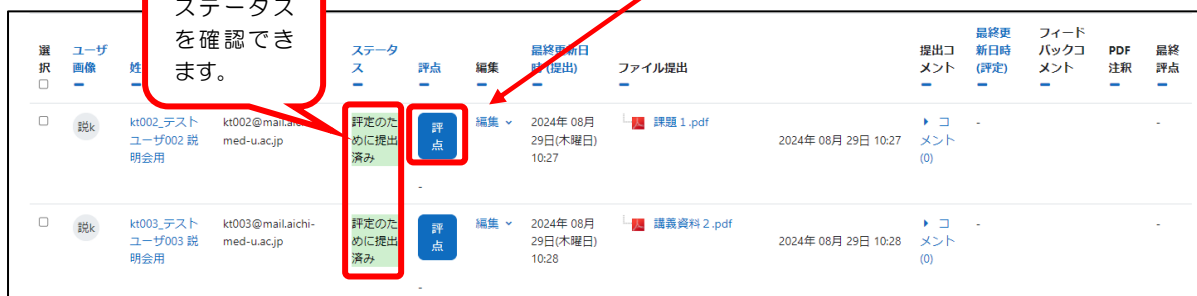 ステータス
を確認でき
ます。
選
択
ユーザ
画像
姓
ステータ
ス
評点
編集
最終更新日
時 (提出)
ファイル提出
提出コ
メント
最終更
新日時
(評定)
フィード
バックコ
メント
PDF
注釈
最終
評点
説k
kt002_テスト
ユーザ002 説
明会用
kt002@mail.aichi-
med-u.ac.jp
評定のた
めに提出
済み
評
点
-
編集
2024年 08月
29日(木曜日)
10:27
課題１.pdf
2024年 08月 29日 10:27
コ
メント
(0)
-
-
説k
kt003_テスト
ユーザ003 説
明会用
kt003@mail.aichi-
med-u.ac.jp
評定のた
めに提出
済み
評
点
-
編集
2024年 08月
29日(木曜日)
10:28
講義資料２.pdf
2024年 08月 29日 10:28
コ
メント
(0)
-
-